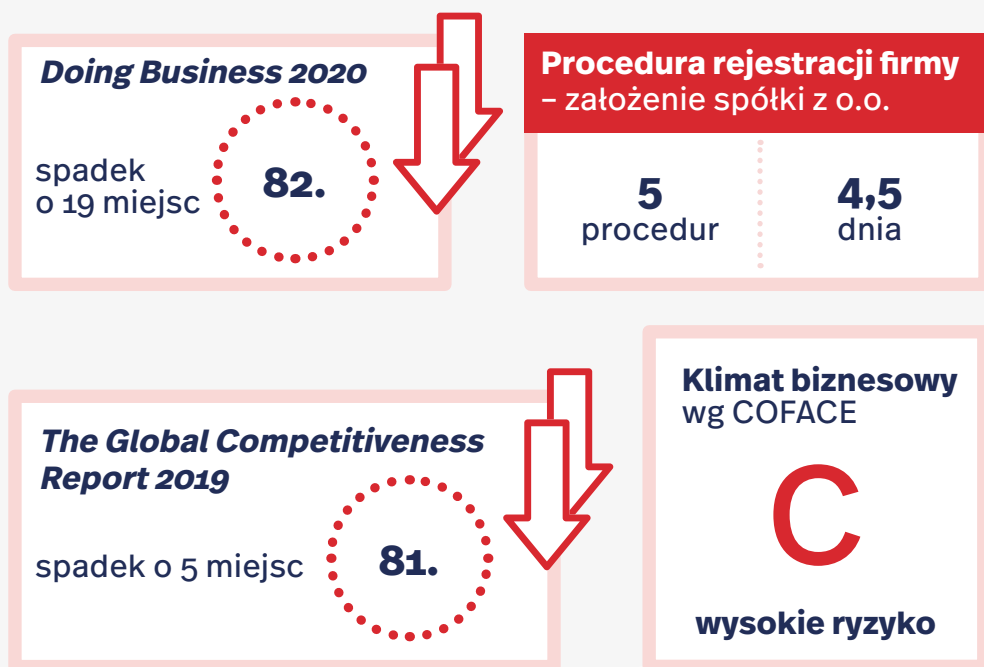 Doing Business 2020
spadek
o 19 miejsc
82.
Procedura rejestracji firmy
– założenie spółki z o.o.
5
procedur
4,5
dnia
The Global Competitiveness
Report 2019
spadek o 5 miejsc
81.
Klimat biznesowy
wg COFACE
C
wysokie ryzyko